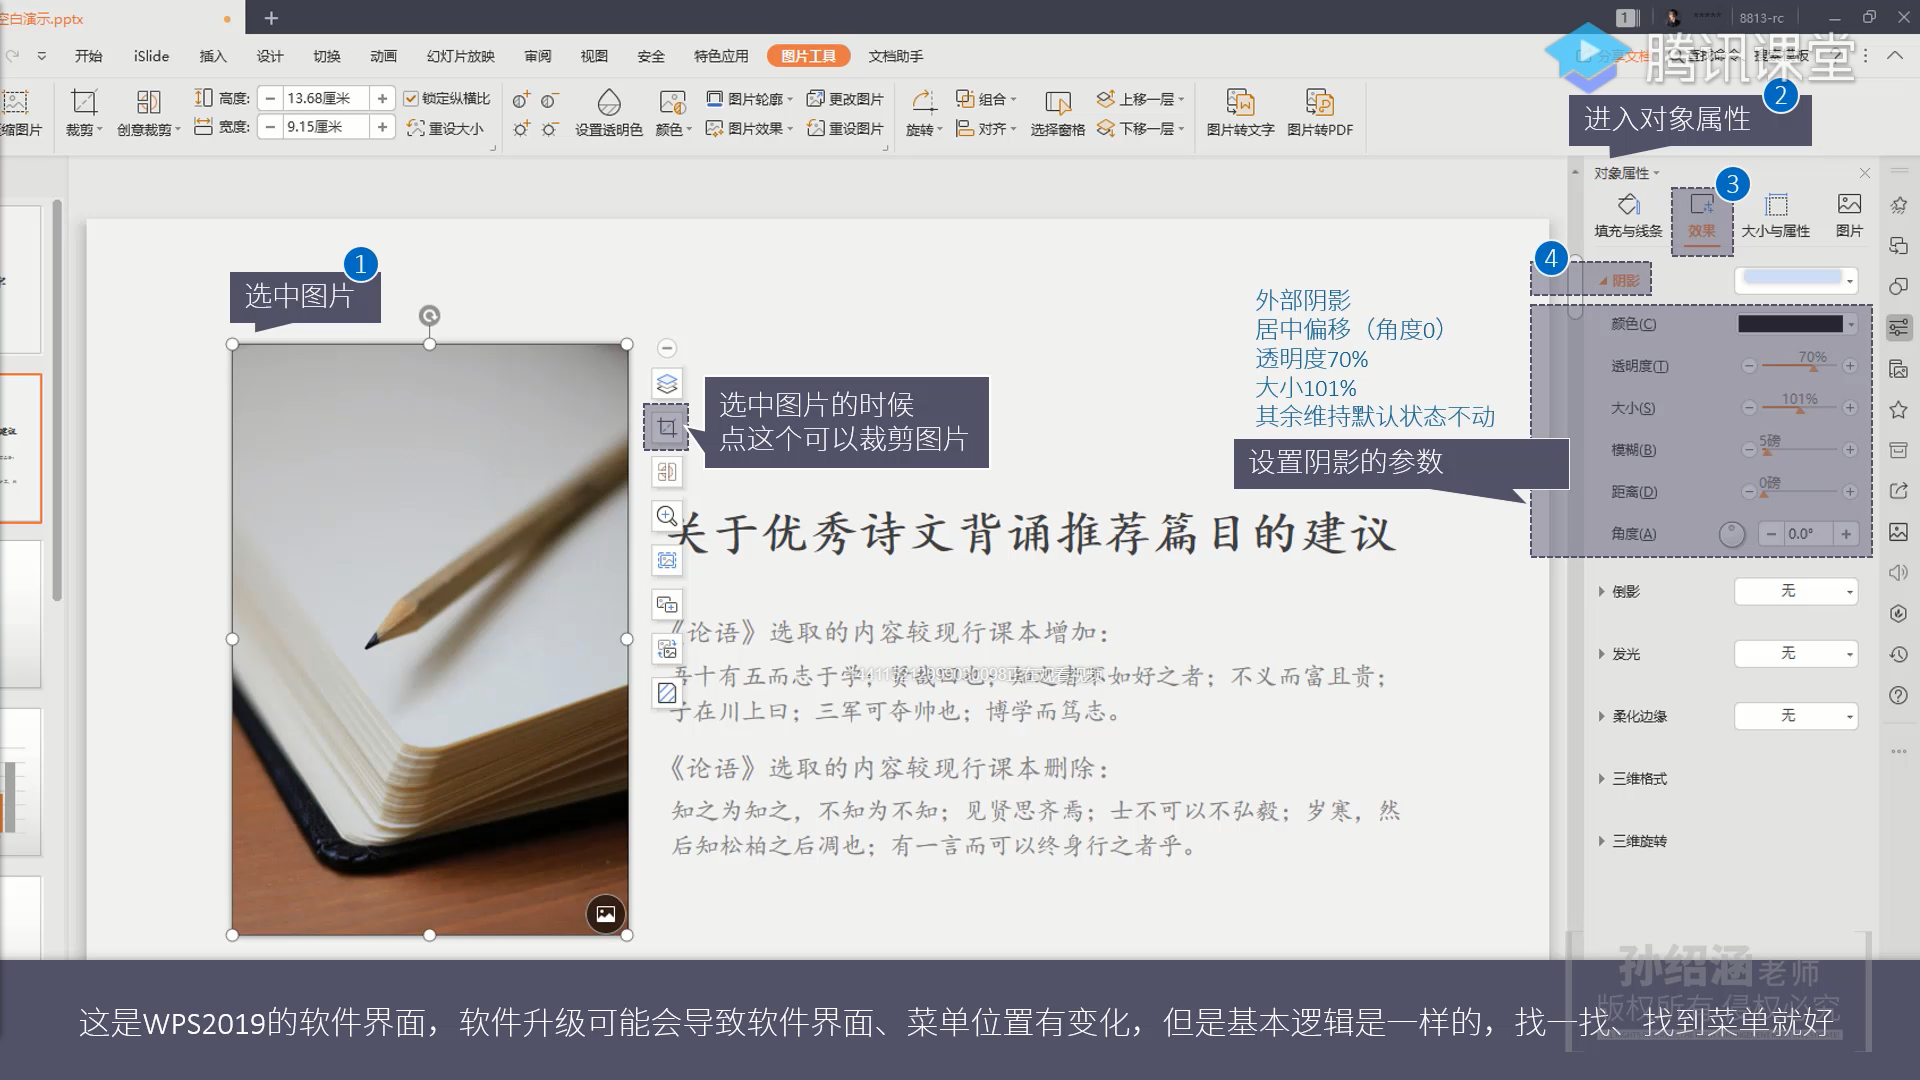 空白演示.pptx
1
8813-rc
开始 iSlide 插入 设计 切换 动画 幻灯片放映 审阅 视图 安全 特色应用 图片工具 文档助手
腾讯课堂
高度: 13.68厘米 锁定纵横比 图片轮廓 更改图片 组合 上移一层
缩图片 裁剪 创意裁剪 宽度: 9.15厘米 重设大小 设置透明色 颜色 图片效果 重设图片 旋转 对齐 选择窗格 下移一层 图片转文字 图片转PDF
2
进入对象属性
对象属性
3
填充与线条 效果 大小与属性 图片
1
选中图片
4
阴影
外部阴影
居中偏移（角度0）
透明度70%
大小101%
其余维持默认状态不动
设置阴影的参数
颜色(C)
透明度(T) 70%
大小(S) 101%
模糊(B) 5磅
距离(D) 0磅
角度(A) 0.0°
选中图片的时候
点这个可以裁剪图片
关于优秀诗文背诵推荐篇目的建议
《论语》选取的内容较现行课本增加：
吾十有五而志于学；贤哉回也；知之者不如好之者；不义而富且贵；
子在川上曰；三军可夺帅也；博学而笃志。
《论语》选取的内容较现行课本删除：
知之为知之，不知为不知；见贤思齐焉；士不可以不弘毅；岁寒，然
后知松柏之后凋也；有一言而可以终身行之者乎。
倒影 无
发光 无
柔化边缘 无
三维格式
三维旋转
孙绍涵老师
版权所有 侵权必究
这是WPS2019的软件界面，软件升级可能会导致软件界面、菜单位置有变化，但是基本逻辑是一样的，找一找、找到菜单就好